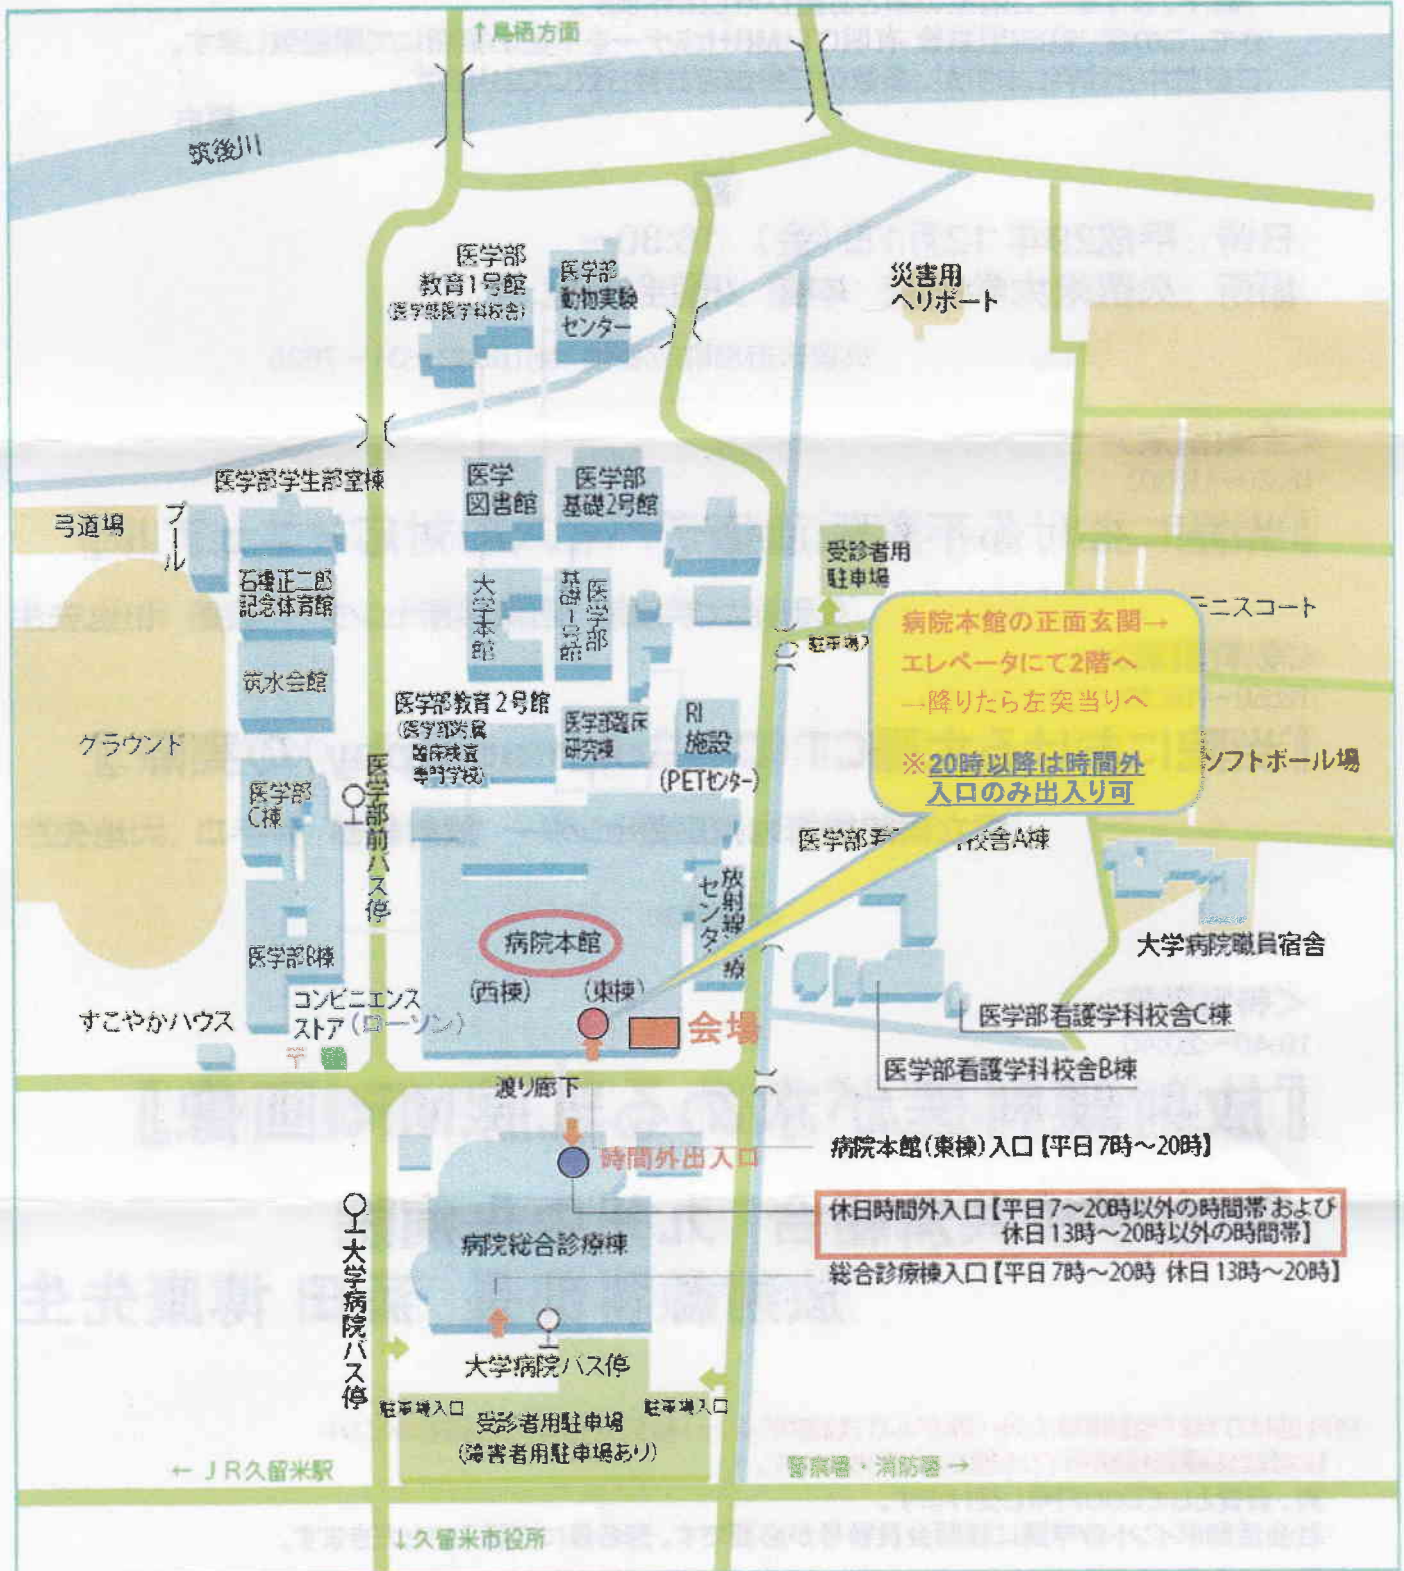 ↑鳥栖方面
筑後川
医学部
教育1号館
(医学部医学科校舎)
医学部
動物実験
センター
災害用
ヘリポート
医学部学生部室棟
医学
図書館
医学部
基礎2号館
弓道場
プール
受診者用
駐車場
石橋正二郎
記念体育館
大学本館
医学部
基礎1号館
テニスコート
駐車場入
病院本館の正面玄関→
エレベータにて2階へ
→降りたら左突当りへ
※20時以降は時間外
入口のみ出入り可
筑水会館
医学部教育2号館
(医学部附属
臨床検査
専門学校)
医学部臨床
研究棟
RI
施設
(PETセンター)
グラウンド
ソフトボール場
医学部
C棟
医学部前バス停
医学部看
校舎A棟
放射線
療
センタ
病院本館
医学部B棟
(西棟)
(東棟)
大学病院職員宿舎
すこやかハウス
コンビニエンス
ストア(ローソン)
〒
会場
医学部看護学科校舎C棟
医学部看護学科校舎B棟
渡り廊下
時間外出入口
病院本館(東棟)入口【平日7時～20時】
休日時間外入口【平日7～20時以外の時間帯および
休日13時～20時以外の時間帯】
病院総合診療棟
総合診療棟入口【平日7時～20時 休日13時～20時】
大学病院バス停
大学病院バス停
駐車場入口
受診者用駐車場
(障害者用駐車場あり)
駐車場入口
← JR久留米駅
警察署・消防署→
↓久留米市役所